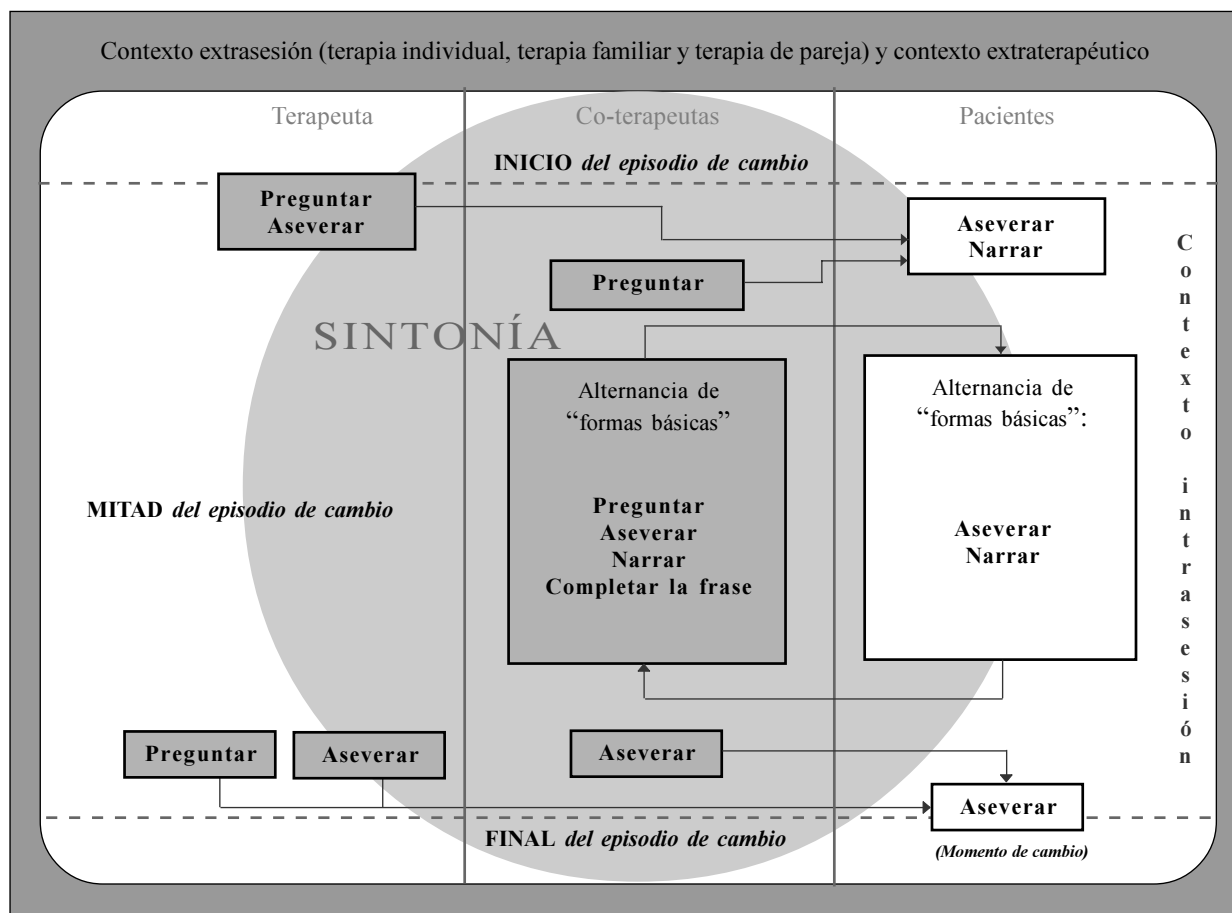 Contexto extrasesión (terapia individual, terapia familiar y terapia de pareja) y contexto extraterapéutico
Terapeuta
Co-terapeutas
Pacientes
INICIO del episodio de cambio
Preguntar
Aseverar
Aseverar
Narrar
Preguntar
SINTONÍA
Alternancia de
“formas básicas”
Preguntar
Aseverar
Narrar
Completar la frase
Alternancia de
“formas básicas”:
Aseverar
Narrar
MITAD del episodio de cambio
Contexto intrasesión
Preguntar
Aseverar
Aseverar
Aseverar
FINAL del episodio de cambio
(Momento de cambio)